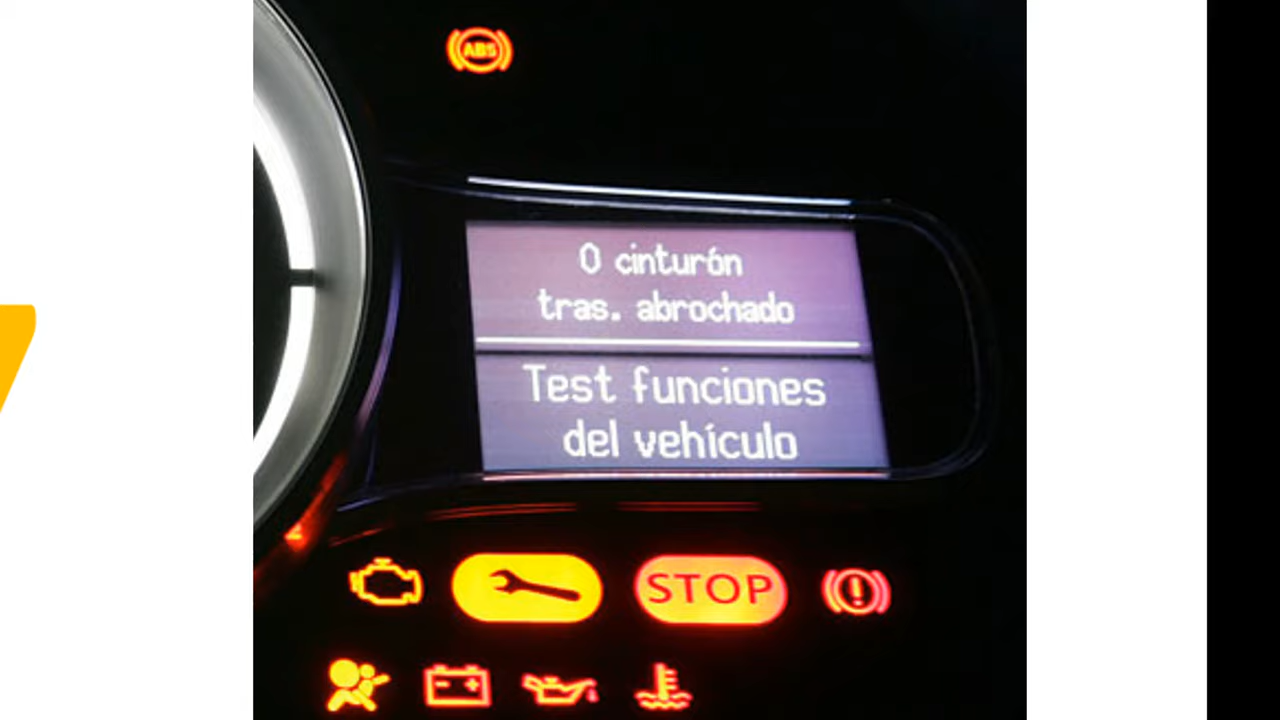 ABS
0 cinturón
tras. abrochado
Test funciones
del vehículo
STOP